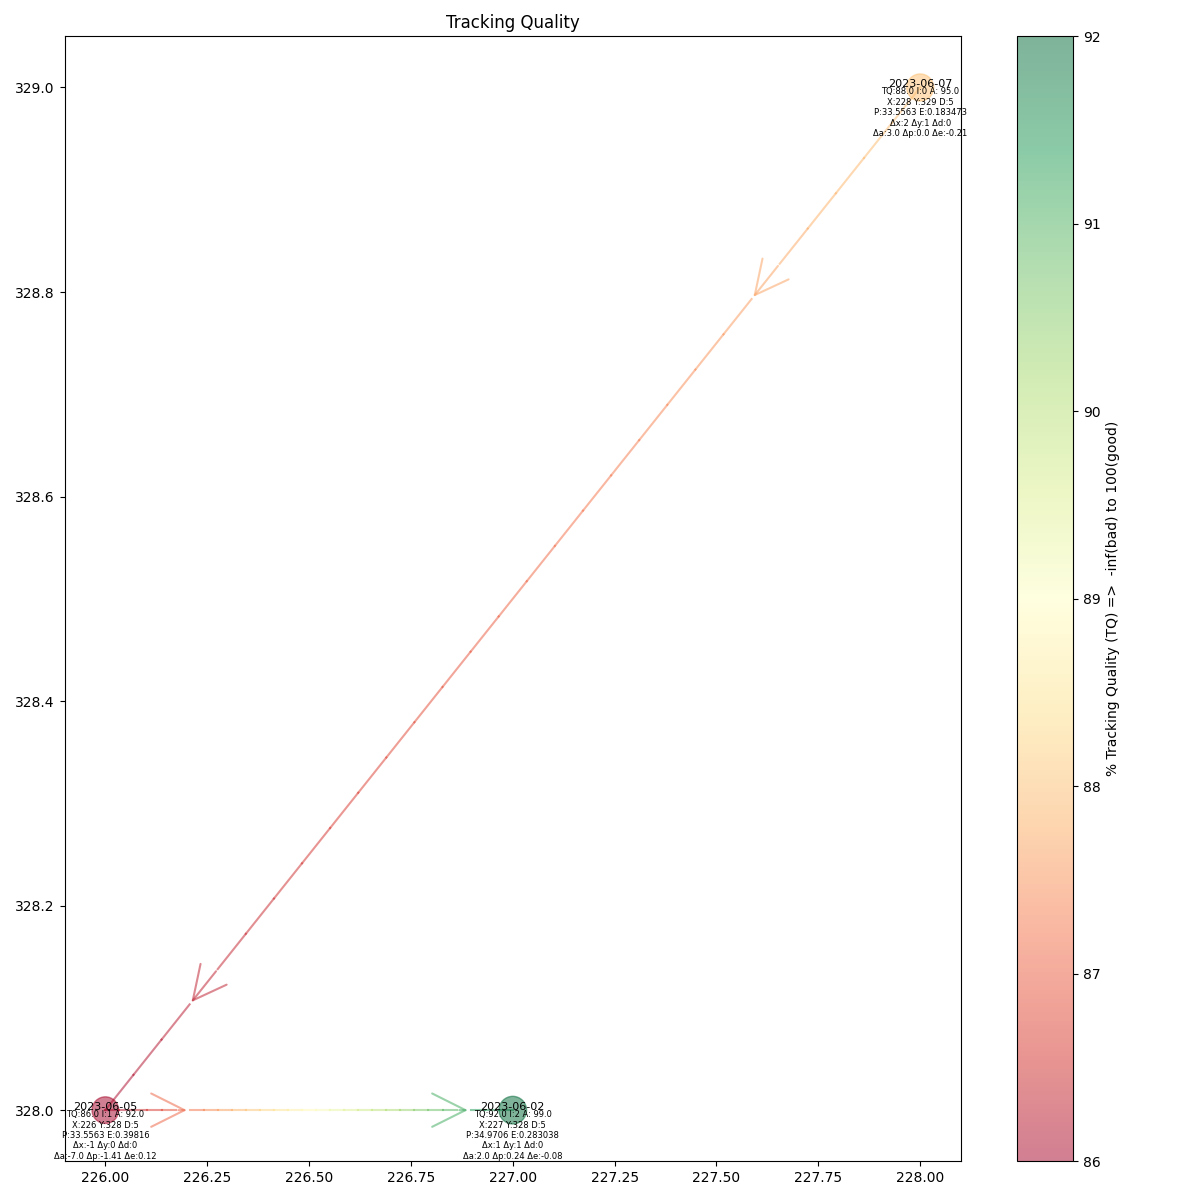 Tracking Quality
329.0
328.8
328.6
328.4
328.2
328.0
2023-06-07
TQ:88.0 I:0 A: 95.0
X:228 Y:329 D:5
P:33.5563 E:0.183473
Δx:2 Δy:1 Δd:0
Δa:3.0 Δp:0.0 Δe:-0.21
2023-06-05
TQ:86.0 I:1 A: 92.0
X:226 Y:328 D:5
P:33.5563 E:0.39816
Δx:-1 Δy:0 Δd:0
Δa:-7.0 Δp:-1.41 Δe:0.12
2023-06-02
TQ:92.0 I:2 A: 99.0
X:227 Y:328 D:5
P:34.9706 E:0.283038
Δx:1 Δy:1 Δd:0
Δa:2.0 Δp:0.24 Δe:-0.08
226.00 226.25 226.50 226.75 227.00 227.25 227.50 227.75 228.00
92
91
90
89
88
87
86
% Tracking Quality (TQ) => -inf(bad) to 100(good)